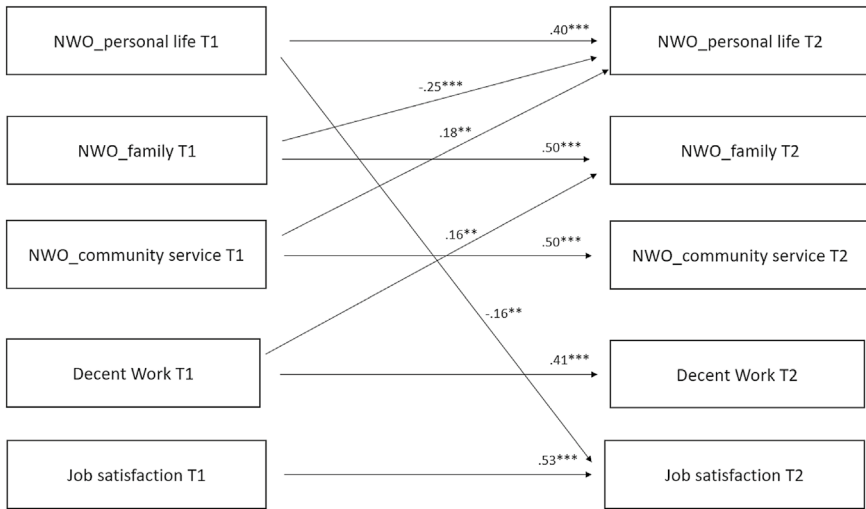 NWO_personal life T1
.40***
NWO_personal life T2
-.25***
.18**
NWO_family T1
.50***
NWO_family T2
NWO_community service T1
.16**
.50***
NWO_community service T2
-.16**
Decent Work T1
.41***
Decent Work T2
Job satisfaction T1
.53***
Job satisfaction T2